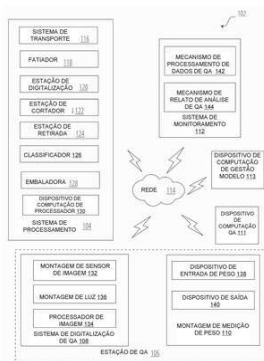 102
SISTEMA DE
TRANSPORTE 116
FATIADOR
118
ESTAÇÃO DE
DIGITALIZAÇÃO
120
ESTAÇÃO DE
CORTADOR 122
ESTAÇÃO DE
RETIRADA 124
CLASSIFICADOR 126
EMBALADORA 128
DISPOSITIVO DE
COMPUTAÇÃO DE
PROCESSADOR 130
SISTEMA DE
PROCESSAMENTO 104
MECANISMO DE
PROCESSAMENTO DE
DADOS DE QA 142
MECANISMO DE
RELATO DE ANÁLISE
DE QA 144
SISTEMA DE
MONITORAMENTO
112
REDE 114
DISPOSITIVO DE
COMPUTAÇÃO DE
GESTÃO MODELO 113
DISPOSITIVO DE
COMPUTAÇÃO QA
111
MONTAGEM DE SENSOR
DE IMAGEM 132
MONTAGEM DE LUZ 136
PROCESSADOR DE
IMAGEM 134
SISTEMA DE DIGITALIZAÇÃO
DE QA 108
DISPOSITIVO DE
ENTRADA DE PESO 138
DISPOSITIVO DE SAÍDA
140
MONTAGEM DE MEDIÇÃO
DE PESO 110
ESTAÇÃO DE QA 106